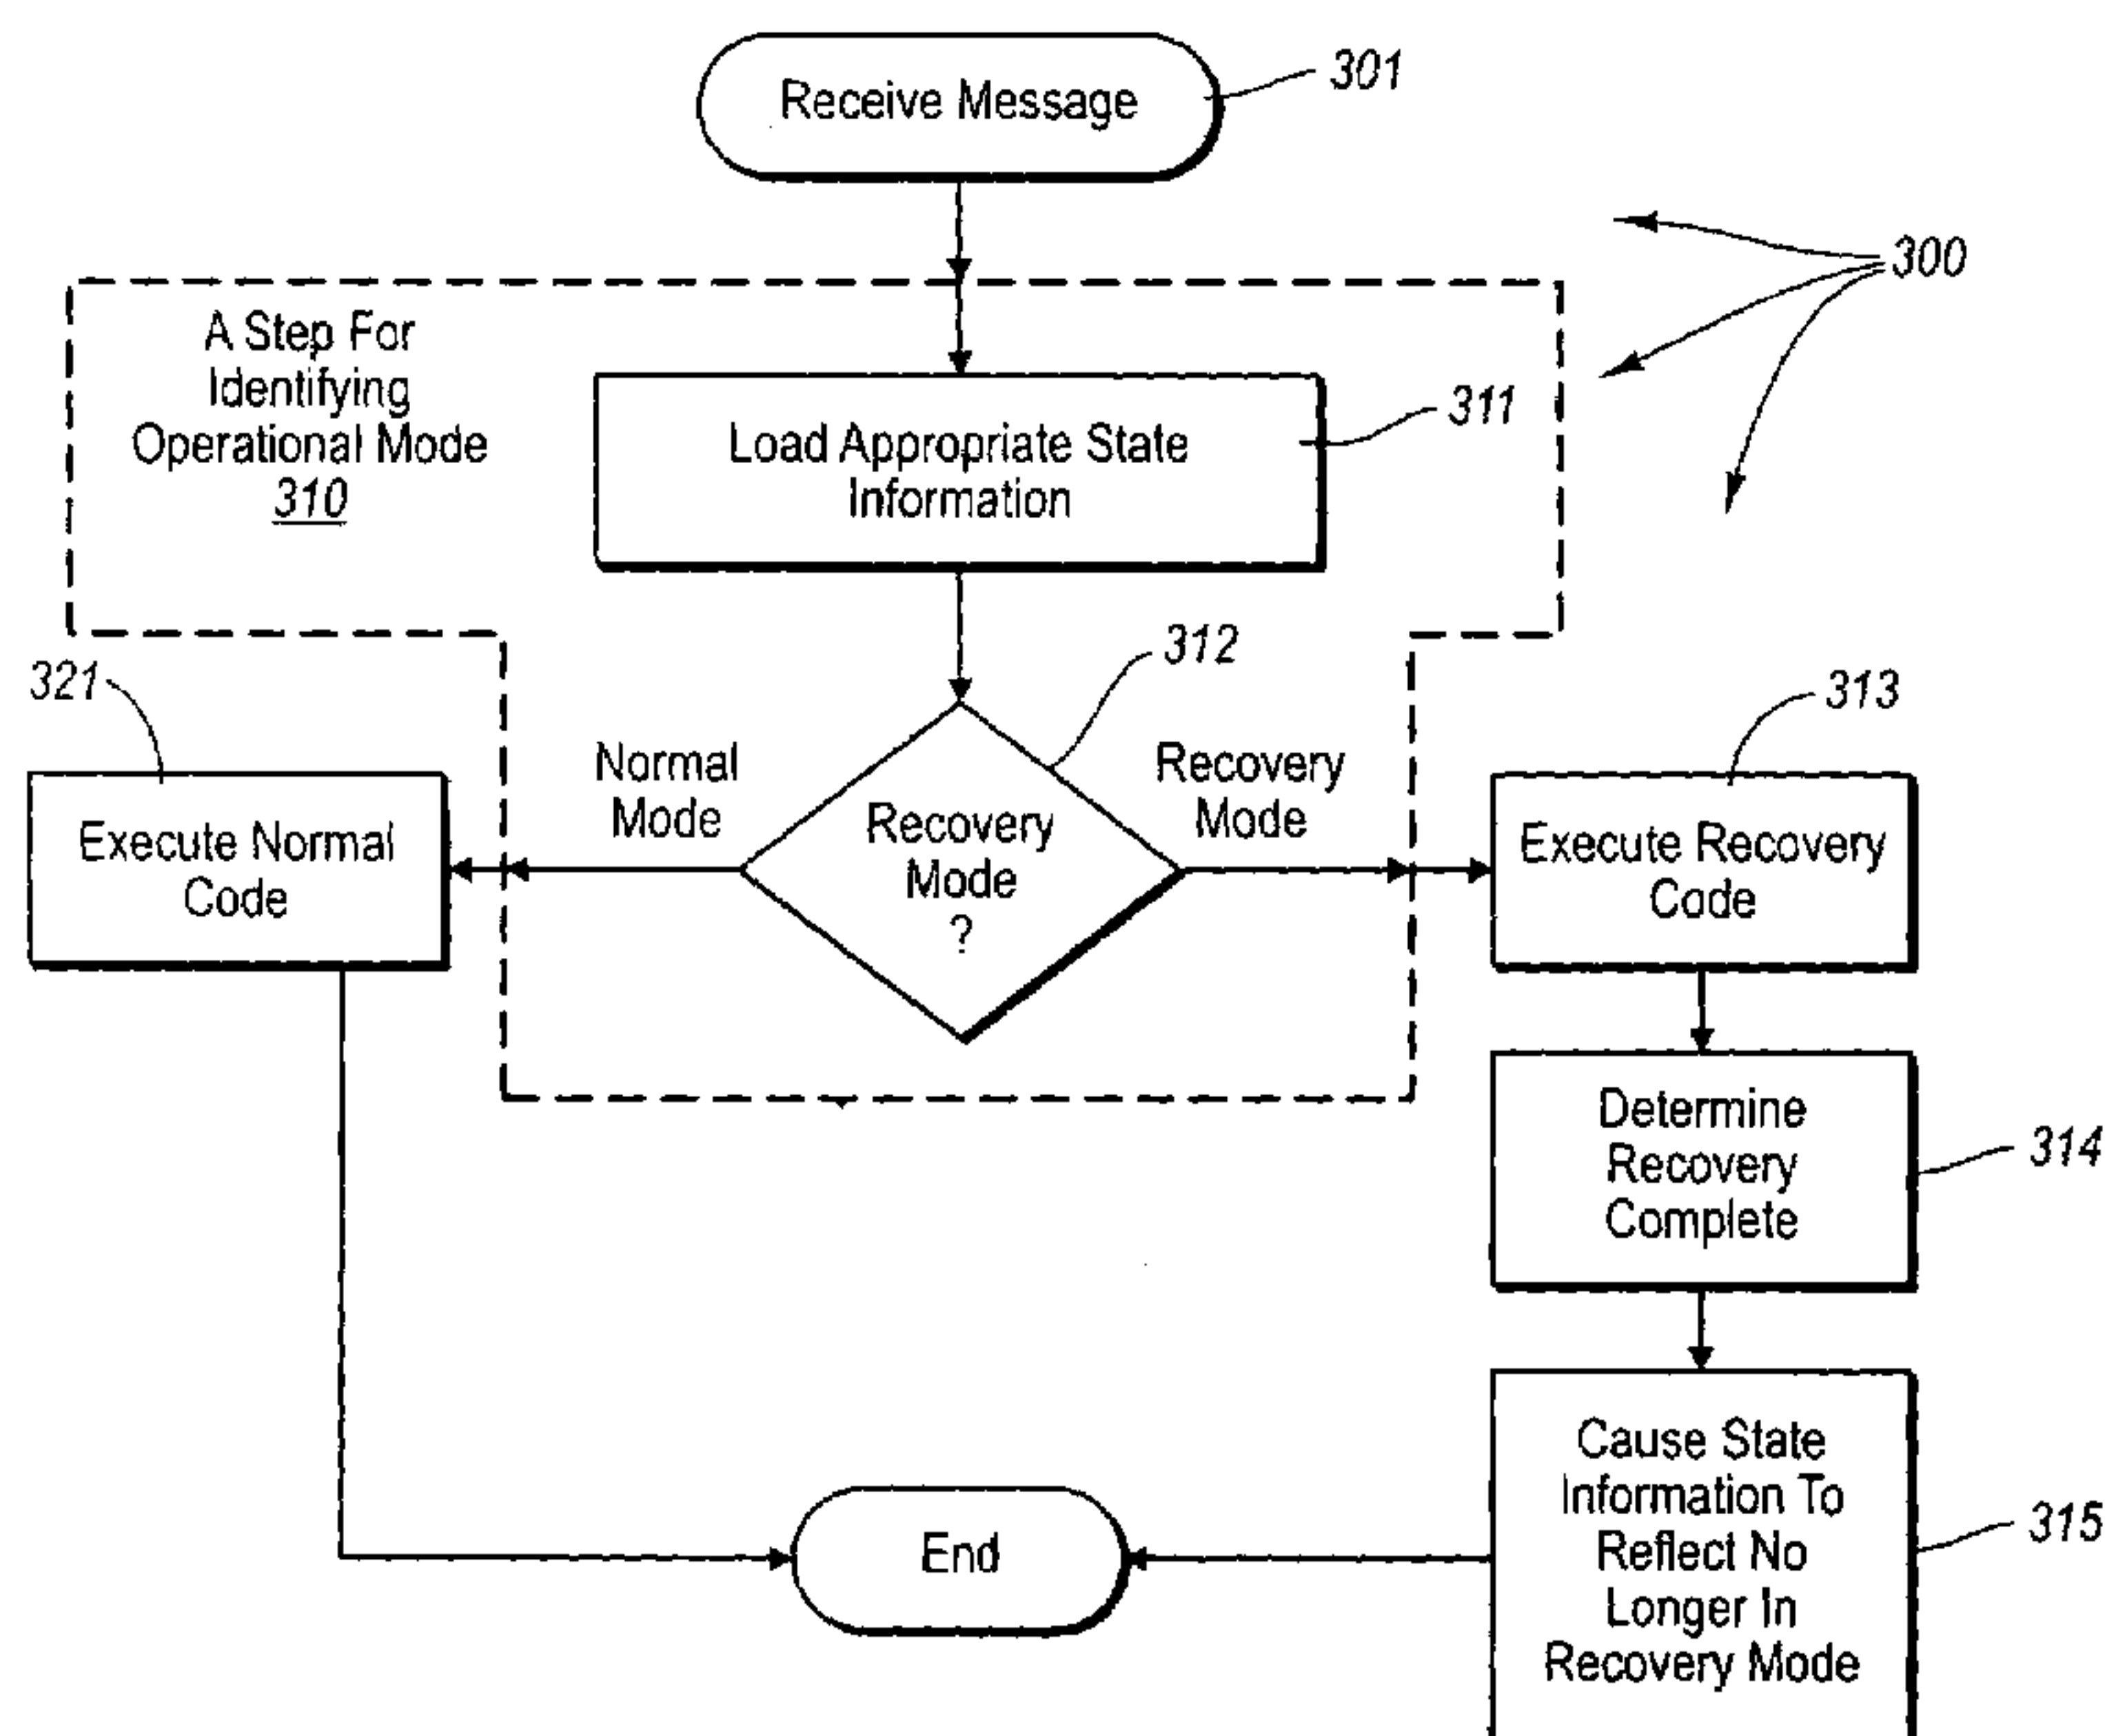 Receive Message
301
300
A Step For
Identifying
Operational Mode
310
Load Appropriate State
Information
311
312
321
313
Normal
Mode
Recovery
Mode
Recovery
Mode
?
Execute Normal
Code
Execute Recovery
Code
Determine
Recovery
Complete
314
Cause State
Information To
Reflect No
Longer In
Recovery Mode
315
End